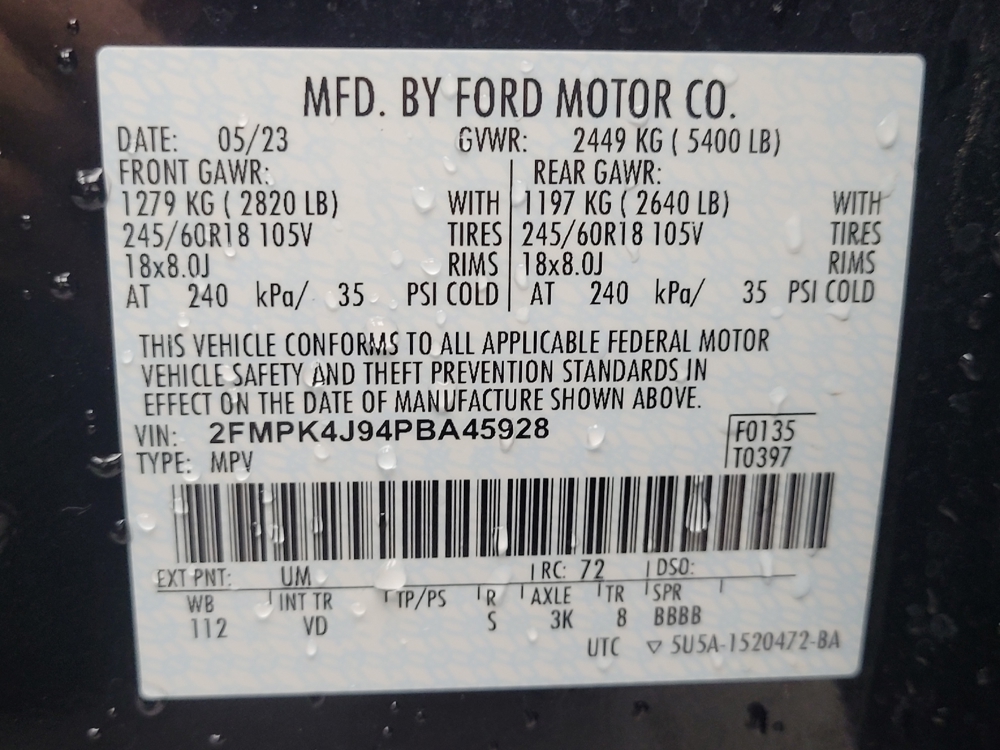 MFD. BY FORD MOTOR CO.
DATE: 05/23 GVWR: 2449 KG ( 5400 LB)
FRONT GAWR: REAR GAWR:
1279 KG ( 2820 LB) WITH 1197 KG ( 2640 LB) WITH
245/60R18 105V TIRES 245/60R18 105V TIRES
18x8.0J RIMS 18x8.0J RIMS
AT 240 kPa/ 35 PSI COLD AT 240 kPa/ 35 PSI COLD
THIS VEHICLE CONFORMS TO ALL APPLICABLE FEDERAL MOTOR
VEHICLE SAFETY AND THEFT PREVENTION STANDARDS IN
EFFECT ON THE DATE OF MANUFACTURE SHOWN ABOVE.
VIN: 2FMPK4J94PBA45928 F0135
TYPE: MPV T0397
EXT PNT: UM RC: 72 DSO:
WB INT TR TP/PS R AXLE TR SPR
112 VD S 3K 8 BBBB
UTC ▽ 5U5A-1520472-BA